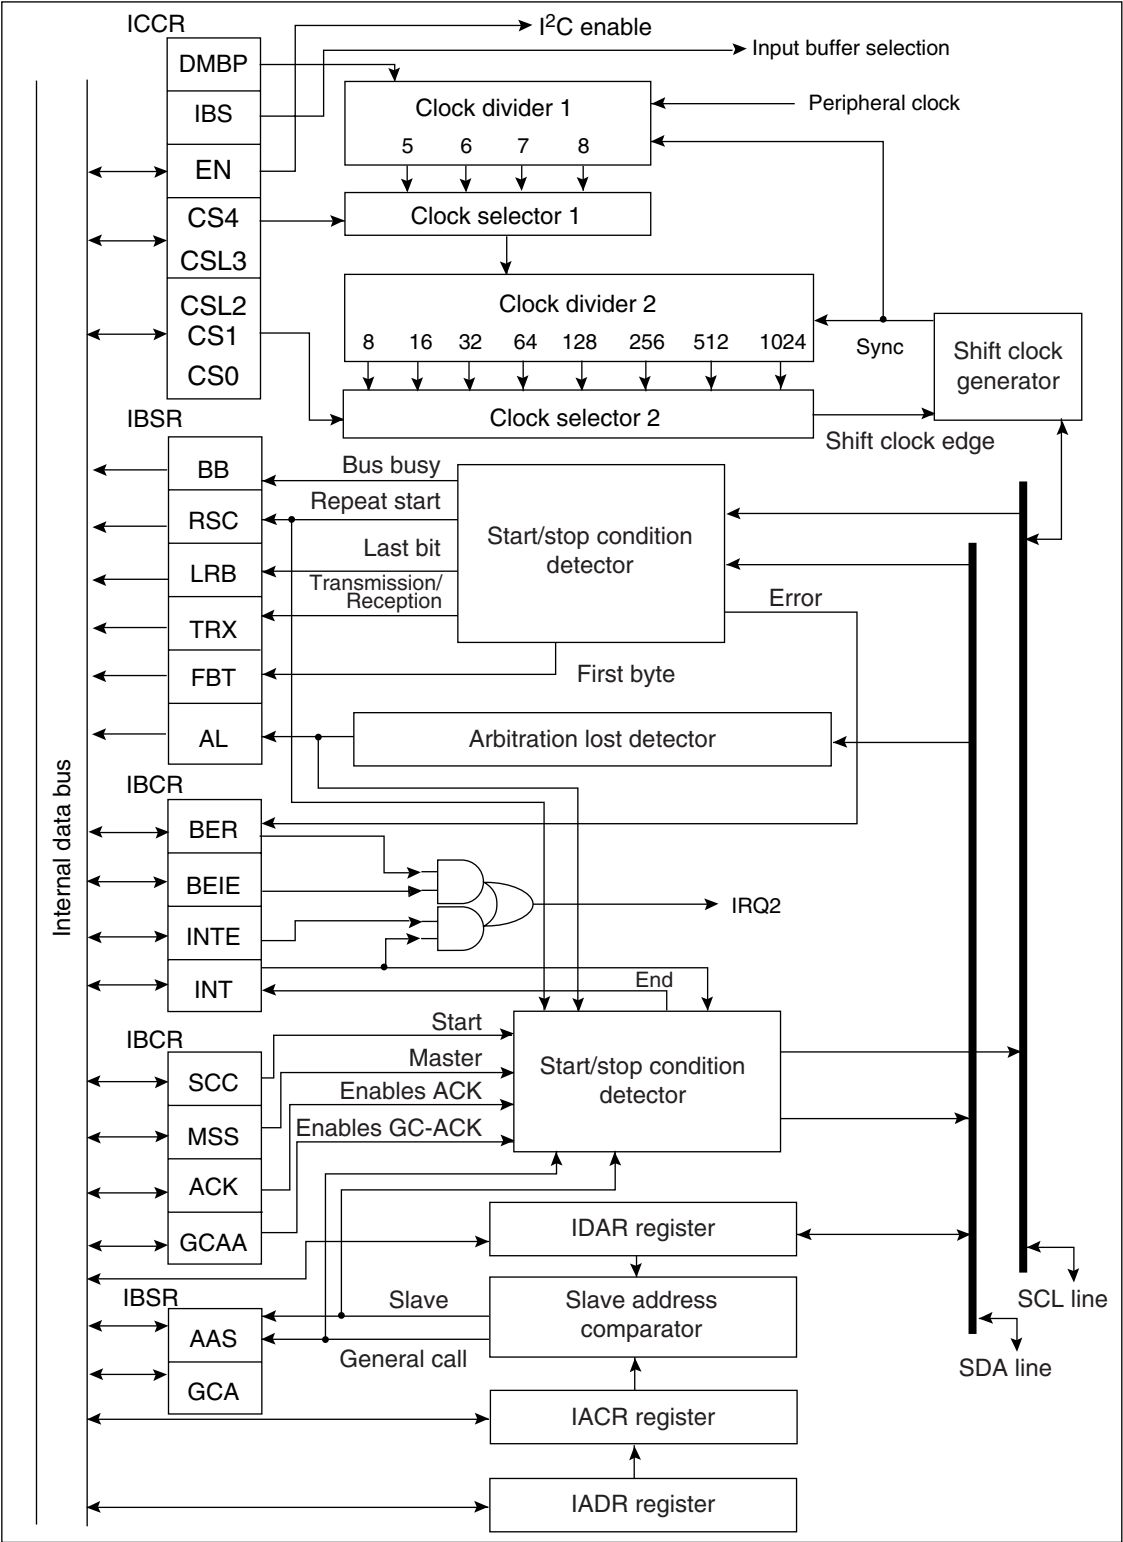 ICCR
I²C enable
DMBP
Input buffer selection
IBS
Clock divider 1
Peripheral clock
5 6 7 8
EN
CS4
Clock selector 1
CSL3
CSL2
Clock divider 2
CS1
8 16 32 64 128 256 512 1024
Sync
Shift clock
generator
CS0
IBSR
Clock selector 2
Shift clock edge
BB
Bus busy
RSC
Repeat start
Start/stop condition
detector
LRB
Last bit
Transmission/
Reception
Error
TRX
FBT
First byte
AL
Arbitration lost detector
Internal data bus
IBCR
BER
BEIE
IRQ2
INTE
INT
End
IBCR
Start
SCC
Master
Start/stop condition
detector
Enables ACK
MSS
Enables GC-ACK
ACK
GCAA
IDAR register
IBSR
Slave
Slave address
comparator
SCL line
AAS
General call
SDA line
GCA
IACR register
IADR register